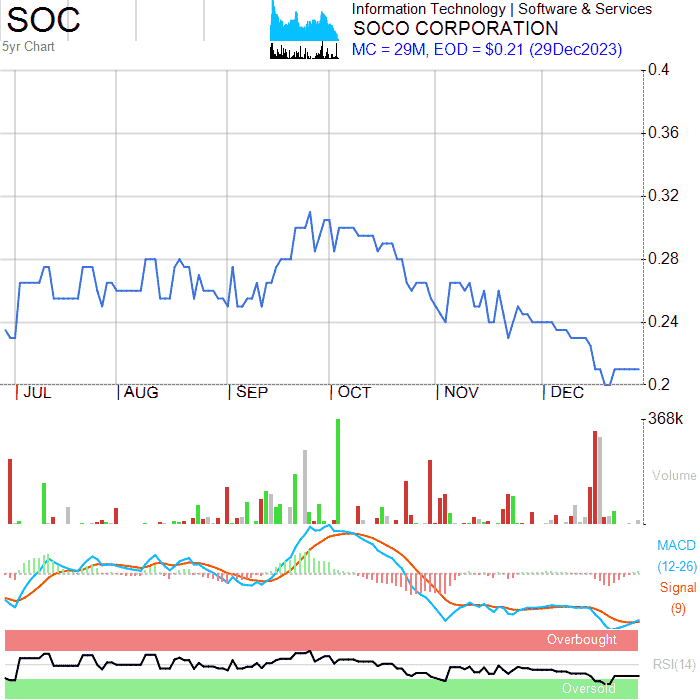 SOC
5yr Chart
Information Technology | Software & Services
SOCO CORPORATION
MC = 29M, EOD = $0.21 (29Dec2023)
0.4
0.36
0.32
0.28
0.24
0.2
JUL AUG SEP OCT NOV DEC
368k
Volume
MACD
(12-26)
Signal
(9)
Overbought
RSI(14)
Oversold